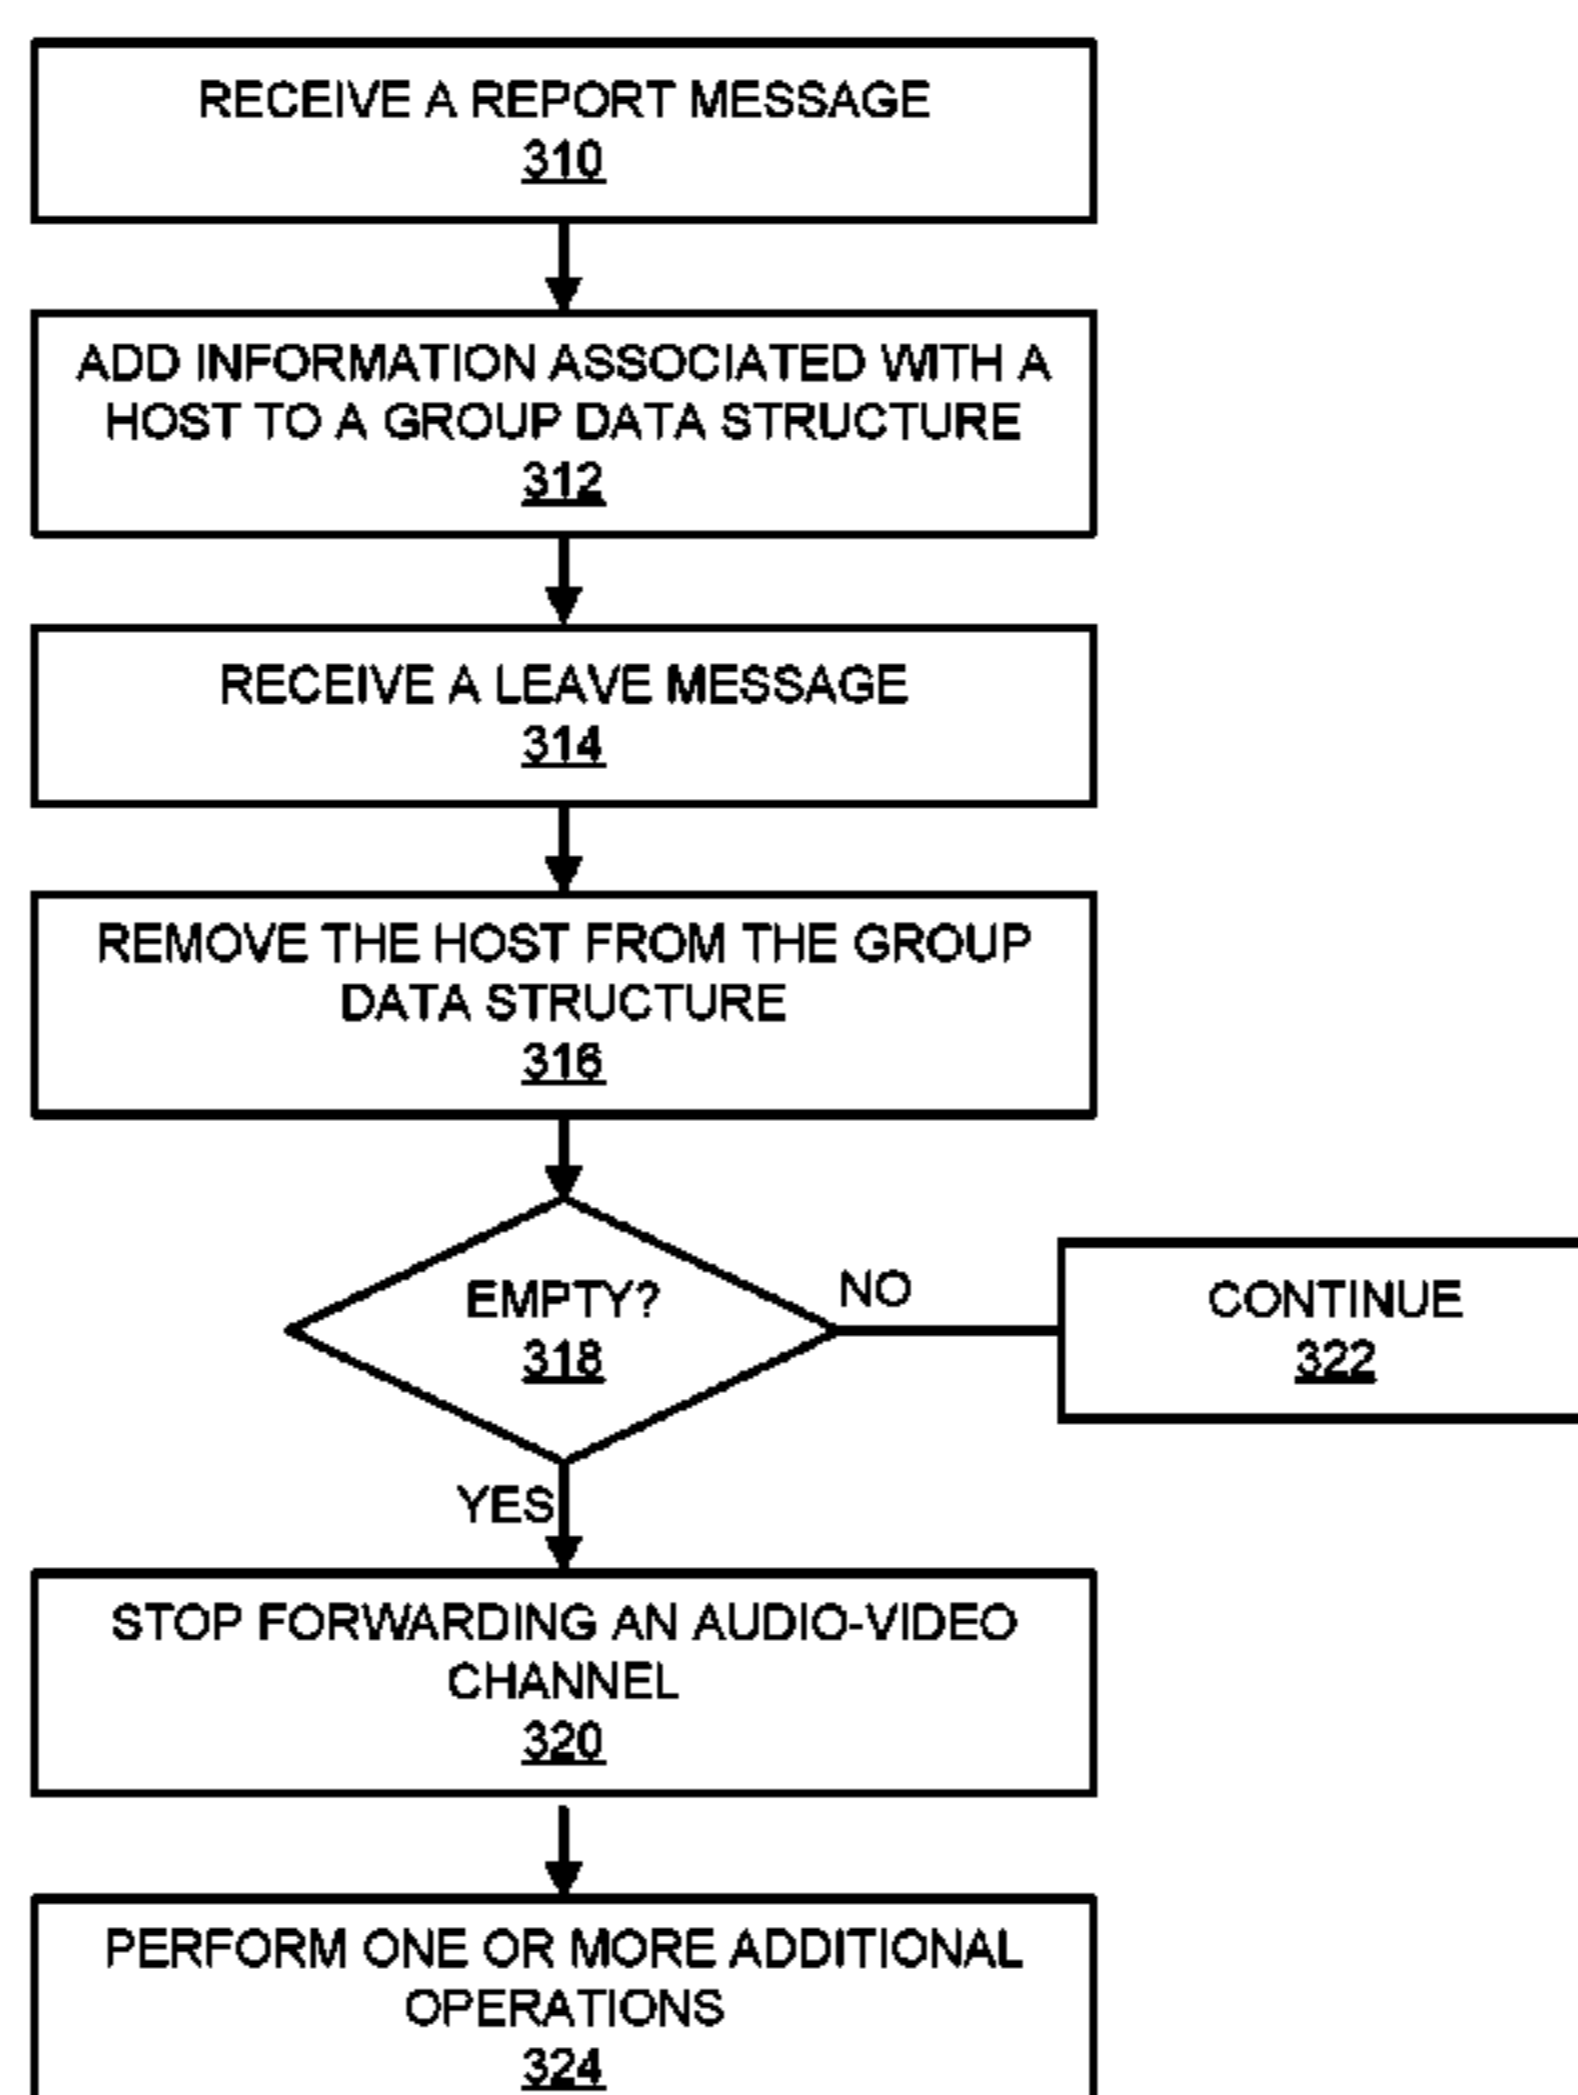 RECEIVE A REPORT MESSAGE
310
ADD INFORMATION ASSOCIATED WITH A
HOST TO A GROUP DATA STRUCTURE
312
RECEIVE A LEAVE MESSAGE
314
REMOVE THE HOST FROM THE GROUP
DATA STRUCTURE
316
EMPTY?
318
NO
CONTINUE
322
YES
STOP FORWARDING AN AUDIO-VIDEO
CHANNEL
320
PERFORM ONE OR MORE ADDITIONAL
OPERATIONS
324